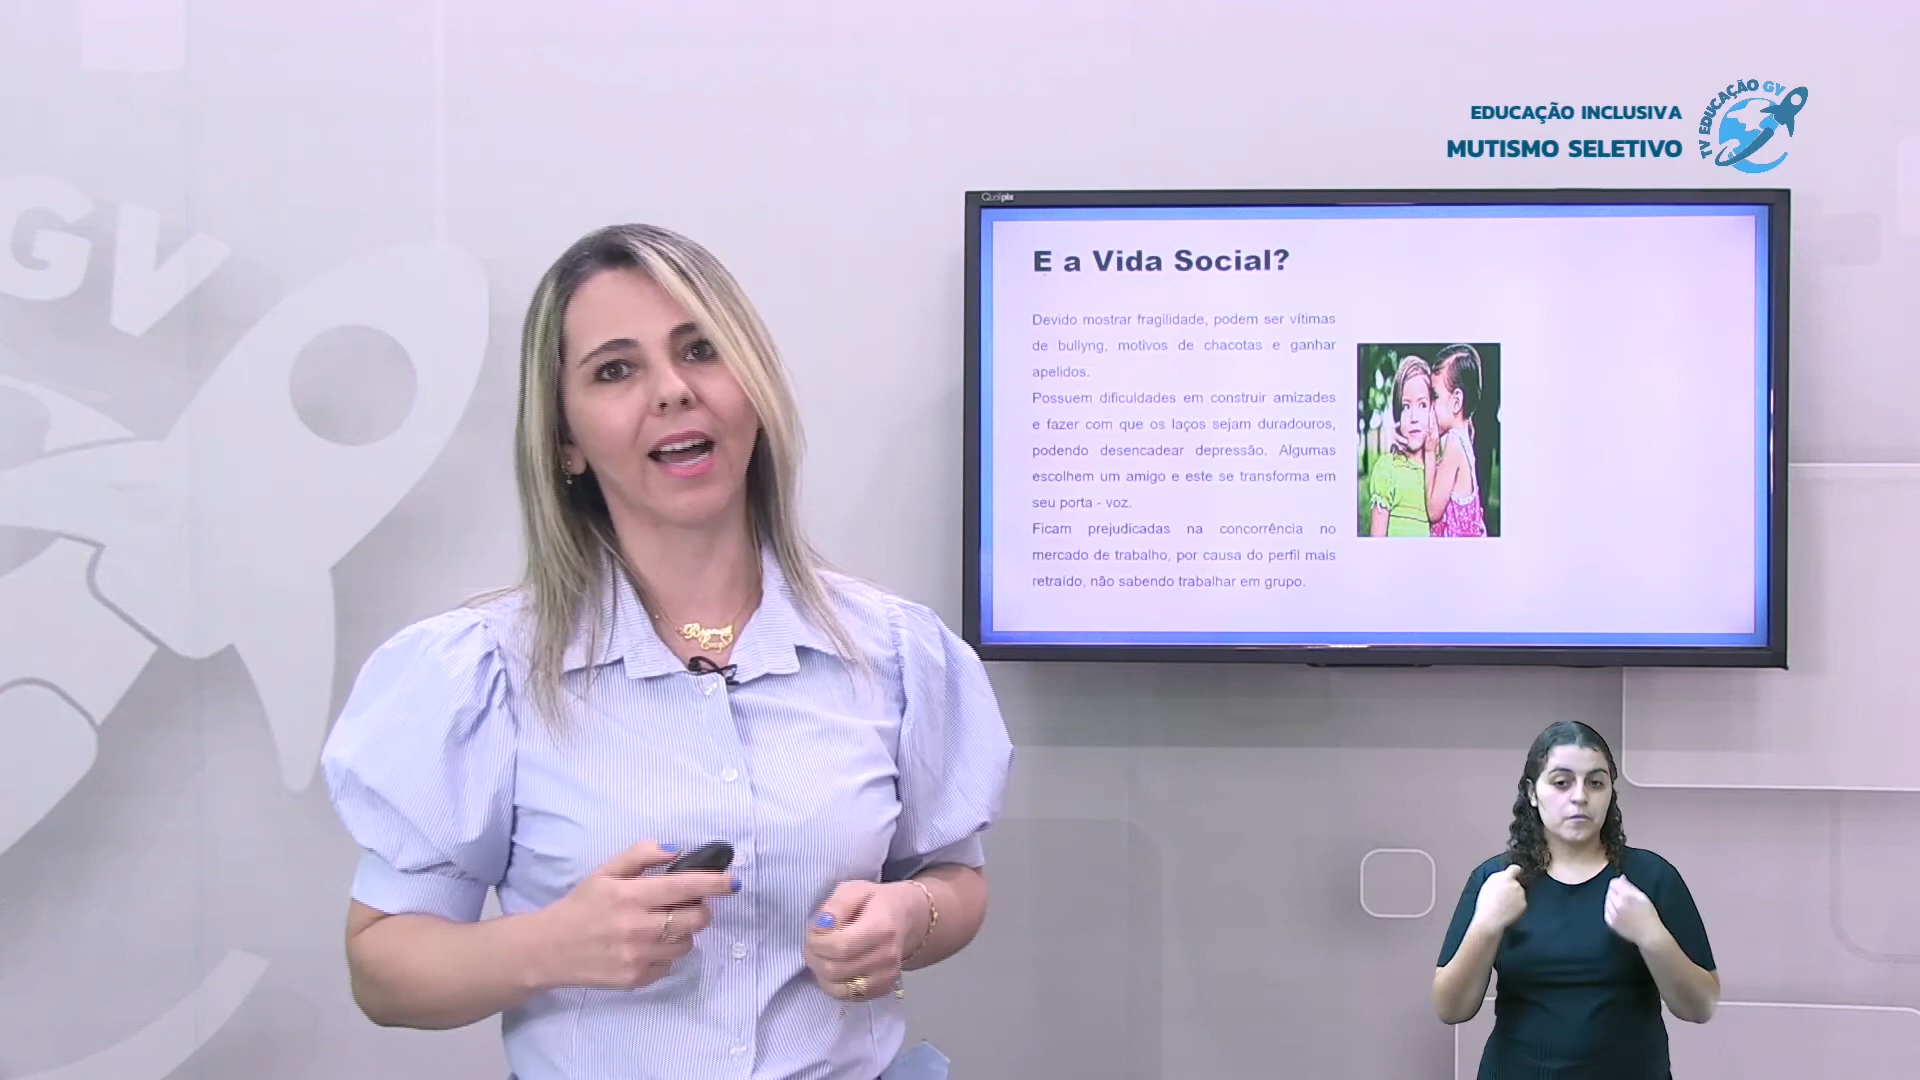 EDUCAÇÃO INCLUSIVA
MUTISMO SELETIVO
TV EDUCAÇÃO GV
GV
Qualpix
E a Vida Social?
Devido mostrar fragilidade, podem ser vítimas
de bullyng, motivos de chacotas e ganhar
apelidos.
Possuem dificuldades em construir amizades
e fazer com que os laços sejam duradouros,
podendo desencadear depressão. Algumas
escolhem um amigo e este se transforma em
seu porta - voz.
Ficam prejudicadas na concorrência no
mercado de trabalho, por causa do perfil mais
retraído, não sabendo trabalhar em grupo.